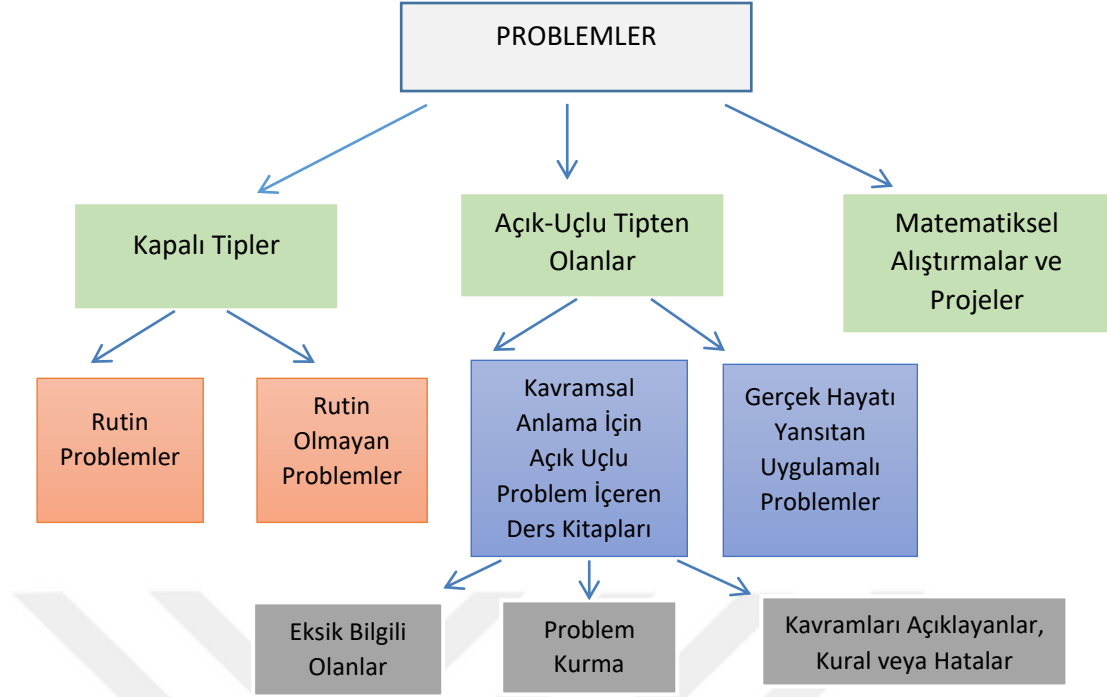 PROBLEMLER
Kapalı Tipler
Açık-Uçlu Tipten
Olanlar
Matematiksel
Alıştırmalar ve
Projeler
Rutin
Problemler
Rutin
Olmayan
Problemler
Kavramsal
Anlama İçin
Açık Uçlu
Problem İçeren
Ders Kitapları
Gerçek Hayatı
Yansıtan
Uygulamalı
Problemler
Eksik Bilgili
Olanlar
Problem
Kurma
Kavramları Açıklayanlar,
Kural veya Hatalar